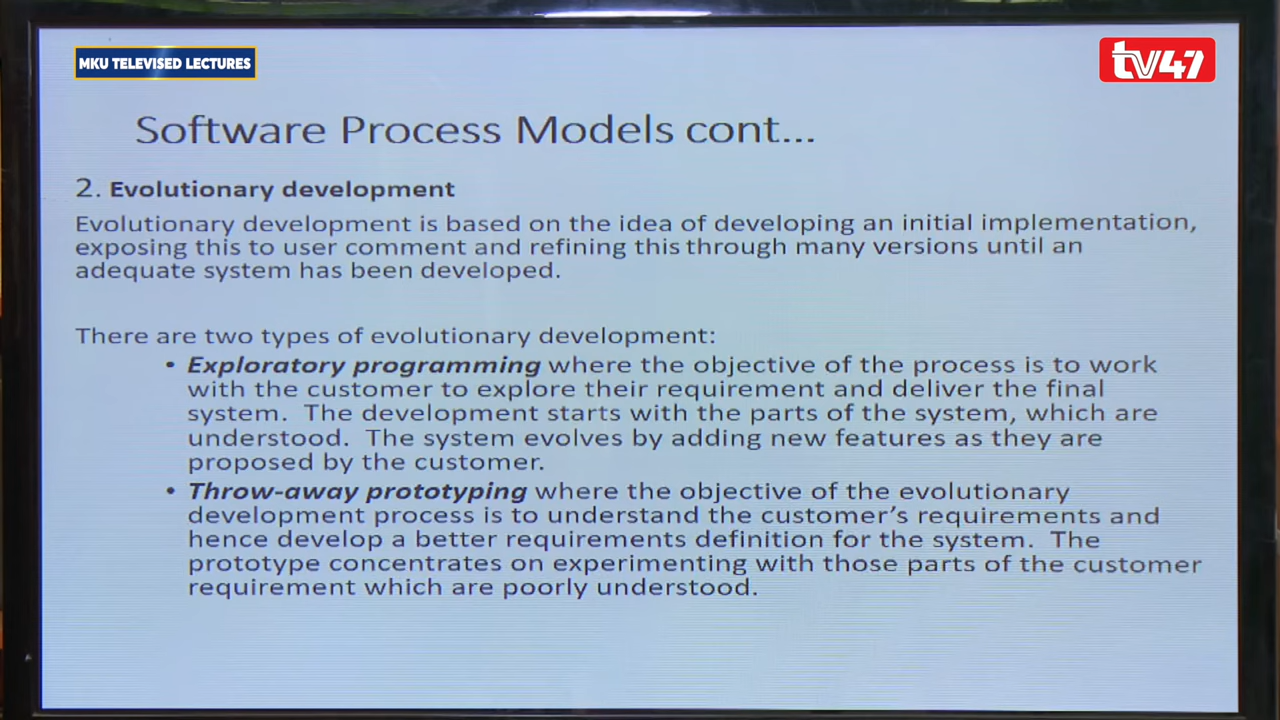 MKU TELEVISED LECTURES
tv47
Software Process Models cont...
2. Evolutionary development
Evolutionary development is based on the idea of developing an initial implementation,
exposing this to user comment and refining this through many versions until an
adequate system has been developed.
There are two types of evolutionary development:
• Exploratory programming where the objective of the process is to work
with the customer to explore their requirement and deliver the final
system. The development starts with the parts of the system, which are
understood. The system evolves by adding new features as they are
proposed by the customer.
• Throw-away prototyping where the objective of the evolutionary
development process is to understand the customer's requirements and
hence develop a better requirements definition for the system. The
prototype concentrates on experimenting with those parts of the customer
requirement which are poorly understood.